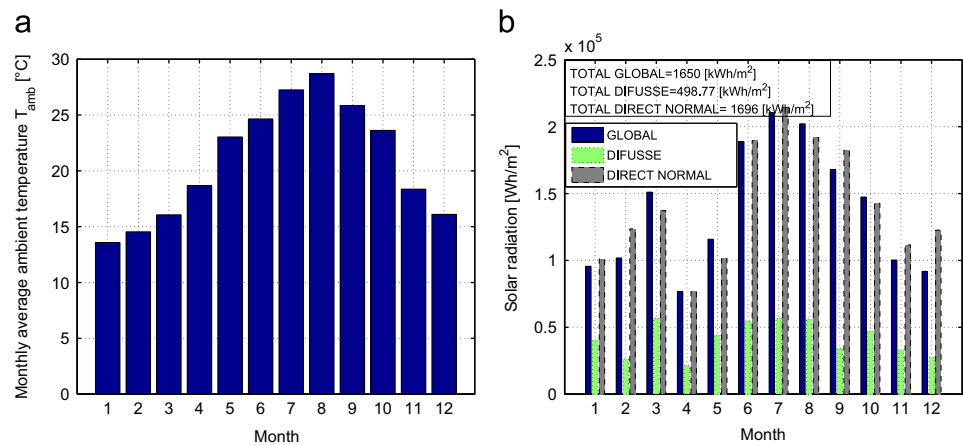 a
Monthly average ambient temperature T_amb [°C]
30
25
20
15
10
5
0
1 2 3 4 5 6 7 8 9 10 11 12
Month
b
x 10^5
Solar radiation [Wh/m^2]
2.5
2
1.5
1
0.5
0
TOTAL GLOBAL=1650 [kWh/m^2]
TOTAL DIFUSSE=498.77 [kWh/m^2]
TOTAL DIRECT NORMAL= 1696 [kWh/m^2]
GLOBAL
DIFUSSE
DIRECT NORMAL
1 2 3 4 5 6 7 8 9 10 11 12
Month